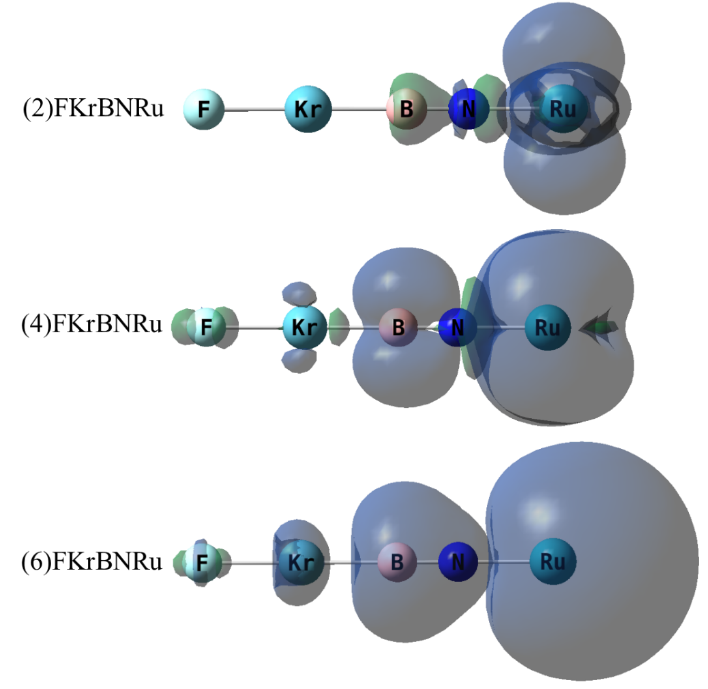 (2)FKrBNRu F Kr B N Ru
(4)FKrBNRu F Kr B N Ru
(6)FKrBNRu F Kr B N Ru